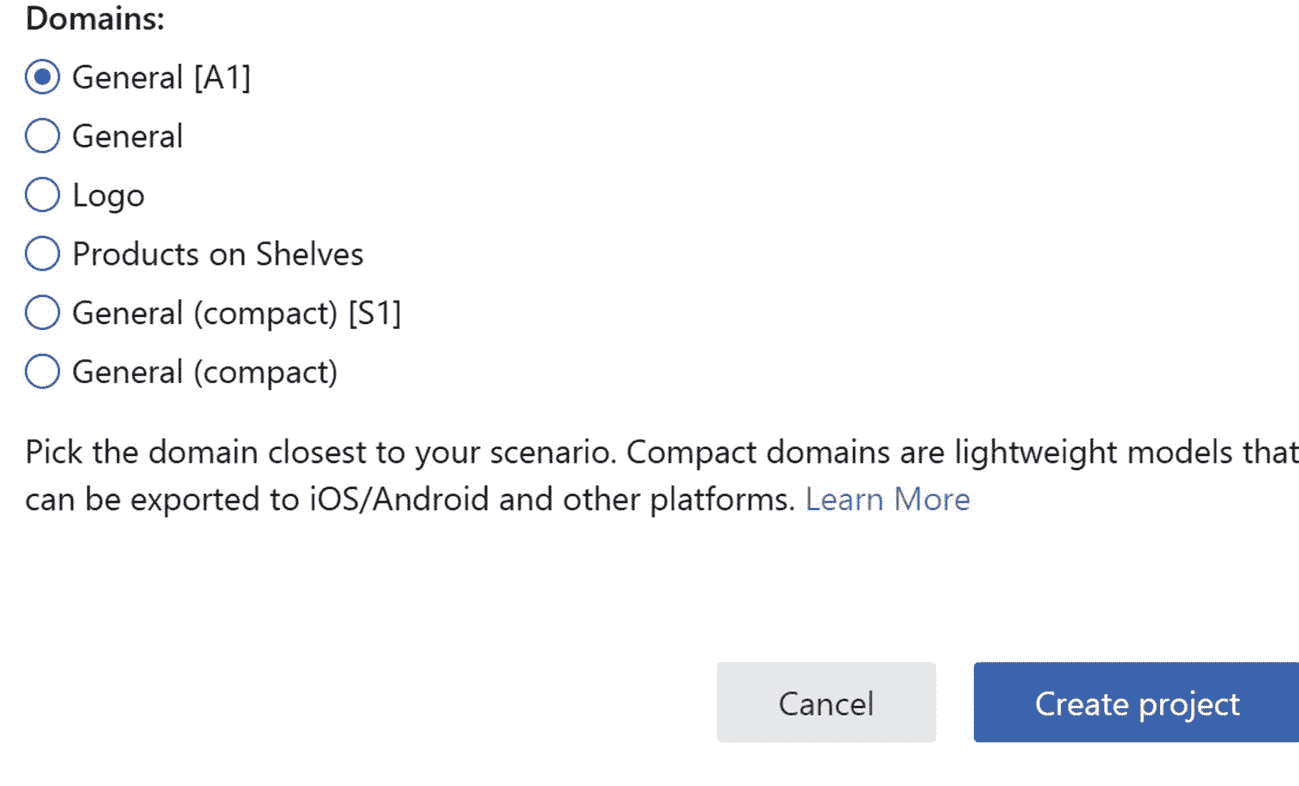 Domains:
General [A1]
General
Logo
Products on Shelves
General (compact) [S1]
General (compact)
Pick the domain closest to your scenario. Compact domains are lightweight models that
can be exported to iOS/Android and other platforms. Learn More
Cancel
Create project